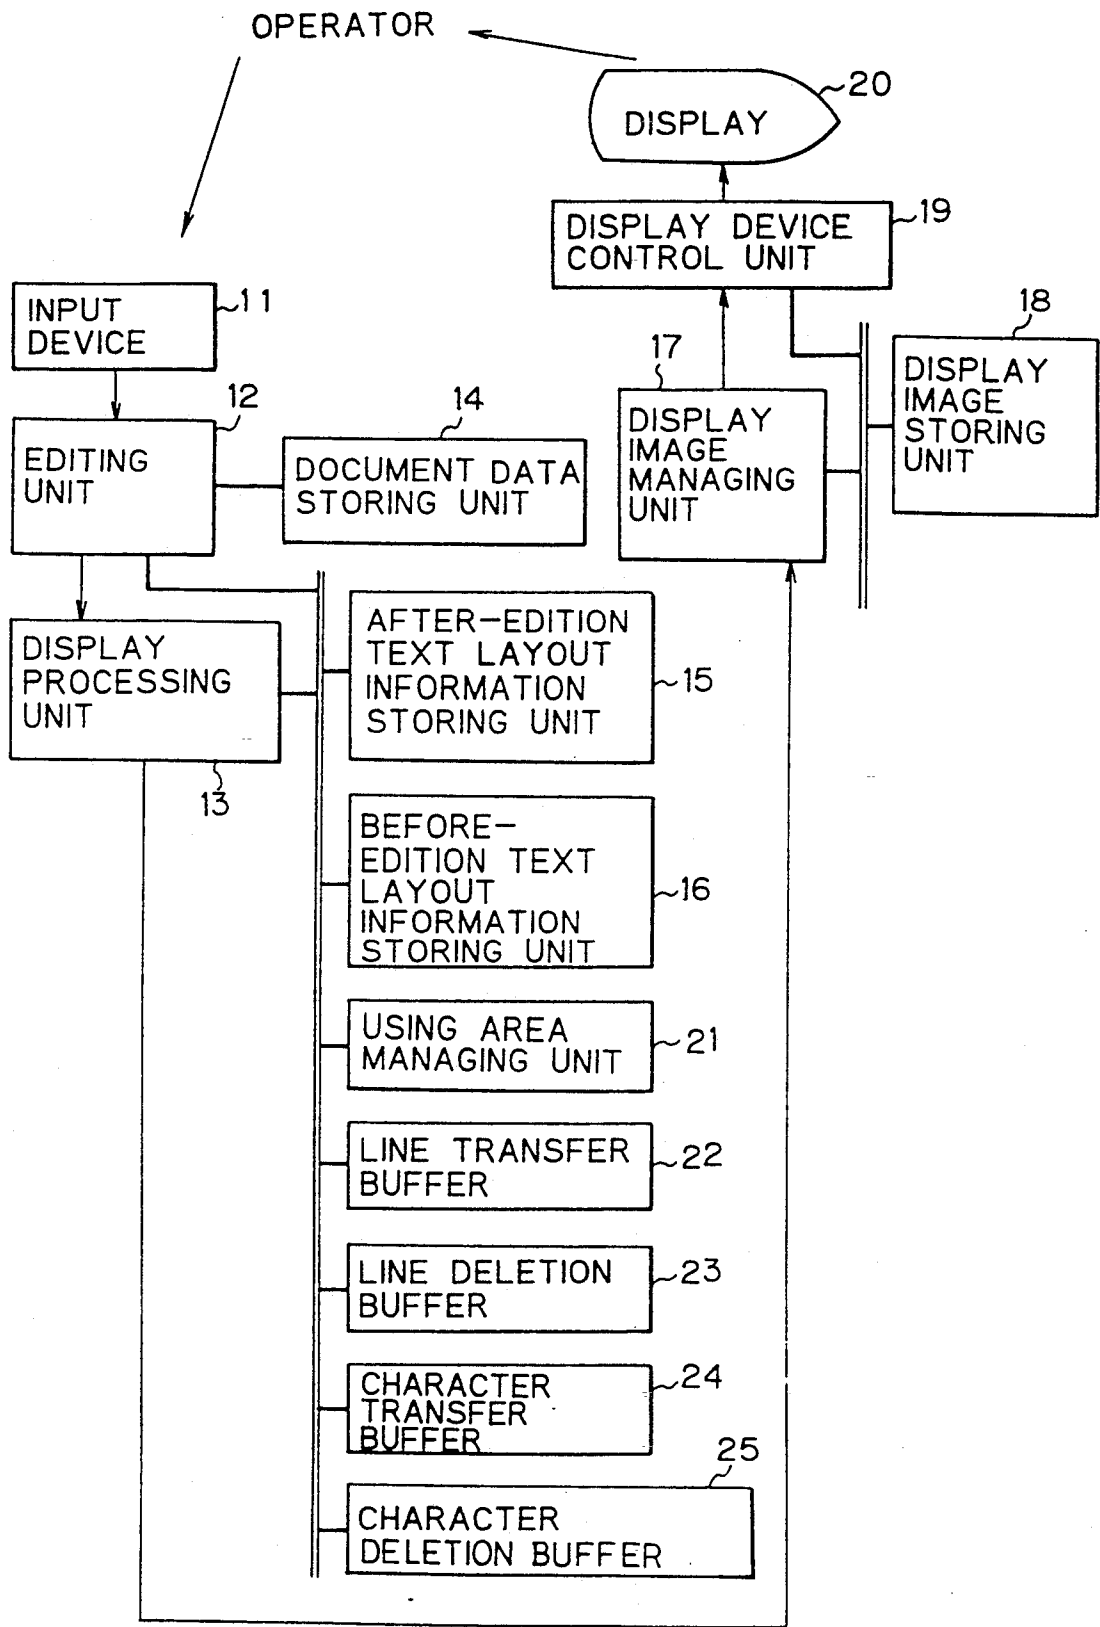 OPERATOR
20
DISPLAY
19
DISPLAY DEVICE
CONTROL UNIT
11
INPUT
DEVICE
18
DISPLAY
IMAGE
STORING
UNIT
17
DISPLAY
IMAGE
MANAGING
UNIT
12
EDITING
UNIT
14
DOCUMENT DATA
STORING UNIT
DISPLAY
PROCESSING
UNIT
13
AFTER-EDITION
TEXT LAYOUT
INFORMATION
STORING UNIT
15
BEFORE-
EDITION TEXT
LAYOUT
INFORMATION
STORING UNIT
16
USING AREA
MANAGING UNIT
21
LINE TRANSFER
BUFFER
22
LINE DELETION
BUFFER
23
CHARACTER
TRANSFER
BUFFER
24
25
CHARACTER
DELETION BUFFER